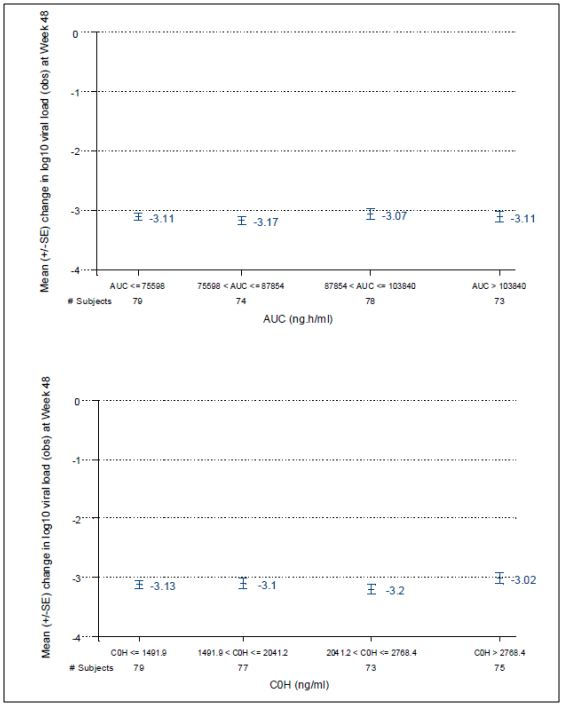 Mean (+/-SE) change in log10 viral load (obs) at Week 48
0
-1
-2
-3
-4
-3.11
-3.17
-3.07
-3.11
AUC <= 75598
75598 < AUC <= 87854
87854 < AUC <= 103840
AUC > 103840
# Subjects
79
74
78
73
AUC (ng.h/ml)
Mean (+/-SE) change in log10 viral load (obs) at Week 48
0
-1
-2
-3
-4
-3.13
-3.1
-3.2
-3.02
C0H <= 1491.9
1491.9 < C0H <= 2041.2
2041.2 < C0H <= 2768.4
C0H > 2768.4
# Subjects
79
77
73
75
C0H (ng/ml)